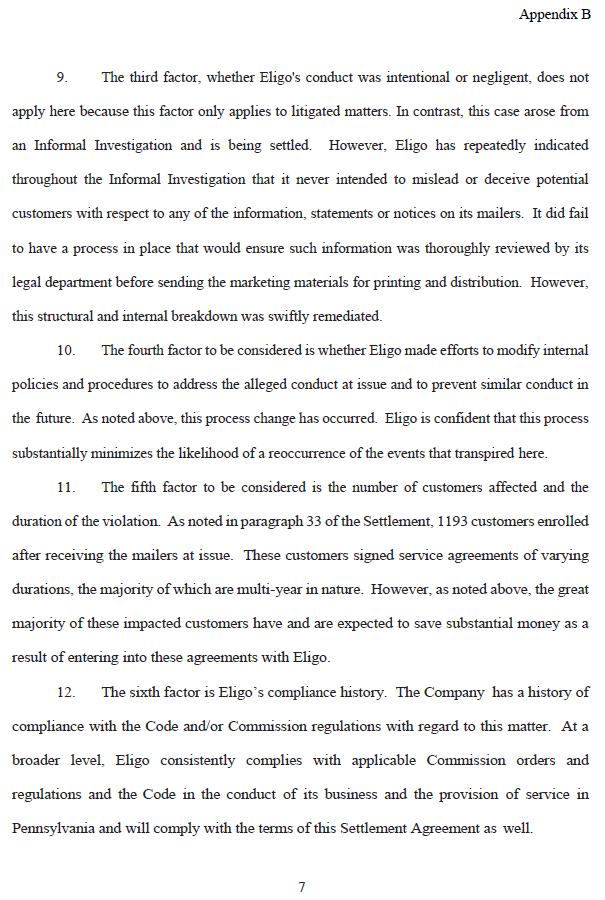 Appendix B
9. The third factor, whether Eligo's conduct was intentional or negligent, does not
apply here because this factor only applies to litigated matters. In contrast, this case arose from
an Informal Investigation and is being settled. However, Eligo has repeatedly indicated
throughout the Informal Investigation that it never intended to mislead or deceive potential
customers with respect to any of the information, statements or notices on its mailers. It did fail
to have a process in place that would ensure such information was thoroughly reviewed by its
legal department before sending the marketing materials for printing and distribution. However,
this structural and internal breakdown was swiftly remediated.
10. The fourth factor to be considered is whether Eligo made efforts to modify internal
policies and procedures to address the alleged conduct at issue and to prevent similar conduct in
the future. As noted above, this process change has occurred. Eligo is confident that this process
substantially minimizes the likelihood of a reoccurrence of the events that transpired here.
11. The fifth factor to be considered is the number of customers affected and the
duration of the violation. As noted in paragraph 33 of the Settlement, 1193 customers enrolled
after receiving the mailers at issue. These customers signed service agreements of varying
durations, the majority of which are multi-year in nature. However, as noted above, the great
majority of these impacted customers have and are expected to save substantial money as a
result of entering into these agreements with Eligo.
12. The sixth factor is Eligo’s compliance history. The Company has a history of
compliance with the Code and/or Commission regulations with regard to this matter. At a
broader level, Eligo consistently complies with applicable Commission orders and
regulations and the Code in the conduct of its business and the provision of service in
Pennsylvania and will comply with the terms of this Settlement Agreement as well.
7